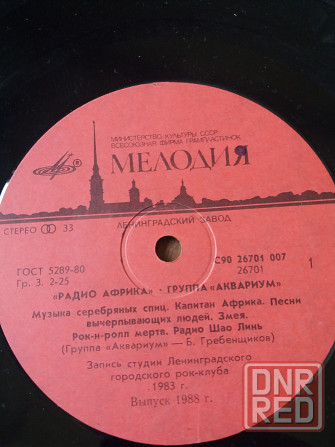 МИНИСТЕРСТВО КУЛЬТУРЫ СССР
ВСЕСОЮЗНАЯ ФИРМА ГРАМПЛАСТИНОК
МЕЛОДИЯ
ЛЕНИНГРАДСКИЙ ЗАВОД
СТЕРЕО 33
ГОСТ 5289-80
Гр. 3. 2-25
С90 26701 007
26701
1
«РАДИО АФРИКА» · ГРУППА «АКВАРИУМ»
Музыка серебряных спиц. Капитан Африка. Песни
вычерпывающих людей. Змея.
Рок-н-ролл мертв. Радио Шао Линь
(Группа «Аквариум» — Б. Гребенщиков)
Запись студии Ленинградского
городского рок-клуба
1983 г.
Выпуск 1988 г.
DNR
RED